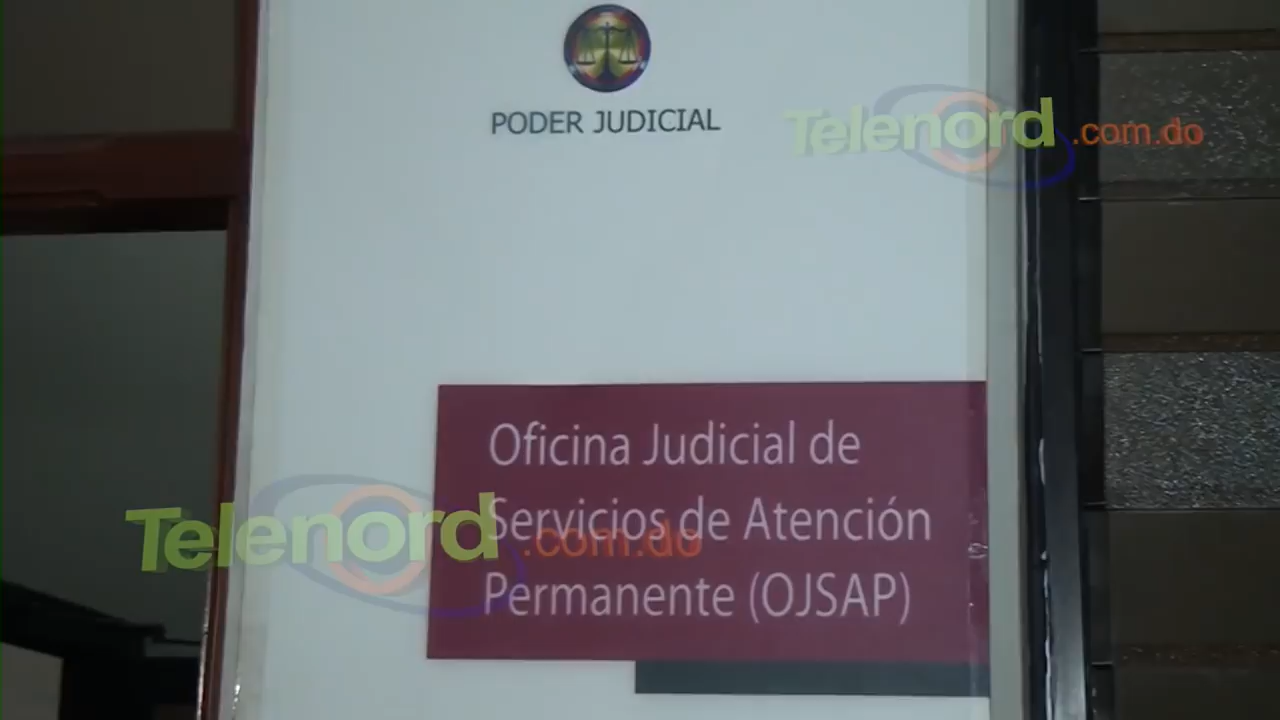 PODER JUDICIAL
Telenord.com.do
Oficina Judicial de
Servicios de Atención
Permanente (OJSAP)
Telenord.com.do